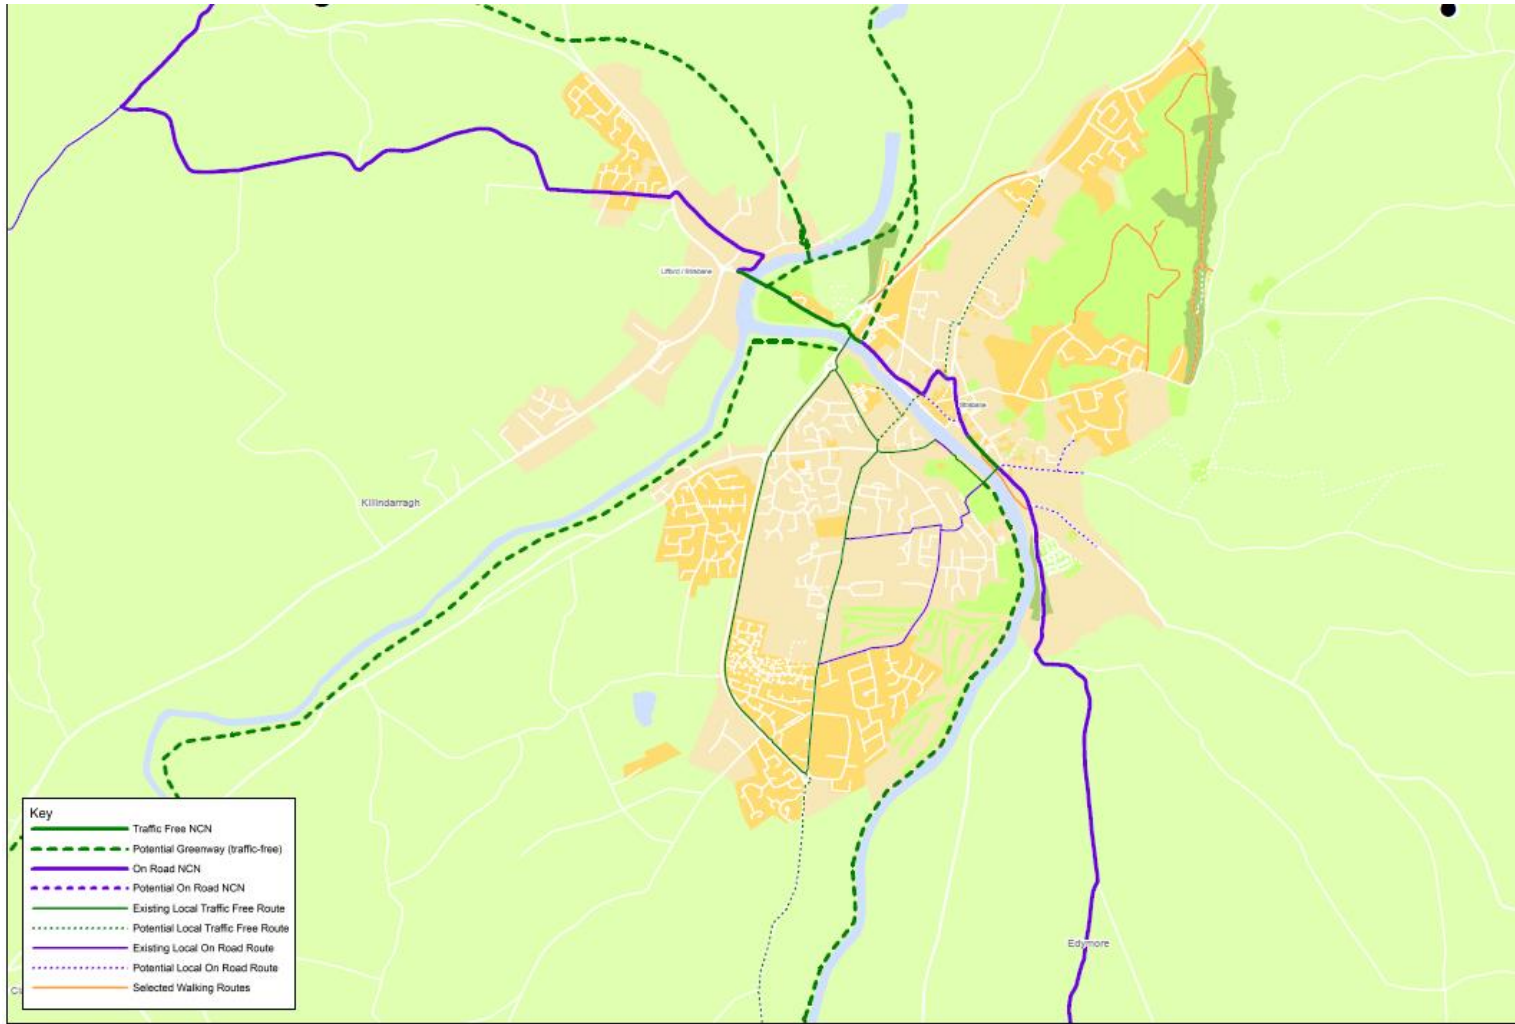 Lifford / Strabane
Strabane
Killindarragh
Edymore
Key
Traffic Free NCN
Potential Greenway (traffic-free)
On Road NCN
Potential On Road NCN
Existing Local Traffic Free Route
Potential Local Traffic Free Route
Existing Local On Road Route
Potential Local On Road Route
Selected Walking Routes